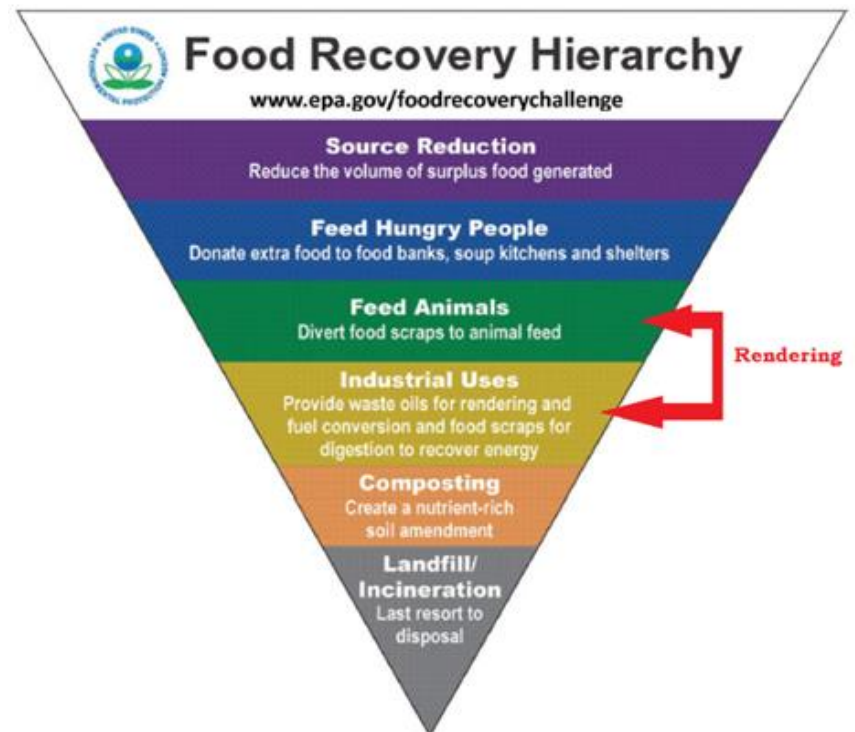 Food Recovery Hierarchy
www.epa.gov/foodrecoverychallenge
Source Reduction
Reduce the volume of surplus food generated
Feed Hungry People
Donate extra food to food banks, soup kitchens and shelters
Feed Animals
Divert food scraps to animal feed
Rendering
Industrial Uses
Provide waste oils for rendering and
fuel conversion and food scraps for
digestion to recover energy
Composting
Create a nutrient-rich
soil amendment
Landfill/
Incineration
Last resort to
disposal